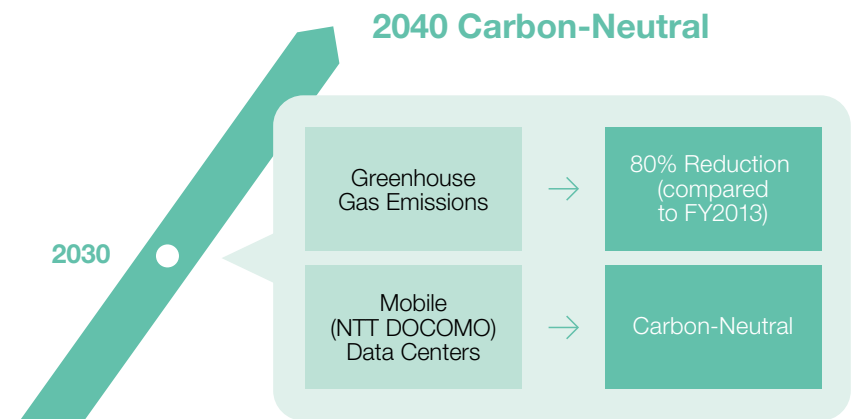 2040 Carbon-Neutral
2030
Greenhouse
Gas Emissions
80% Reduction
(compared
to FY2013)
Mobile
(NTT DOCOMO)
Data Centers
Carbon-Neutral